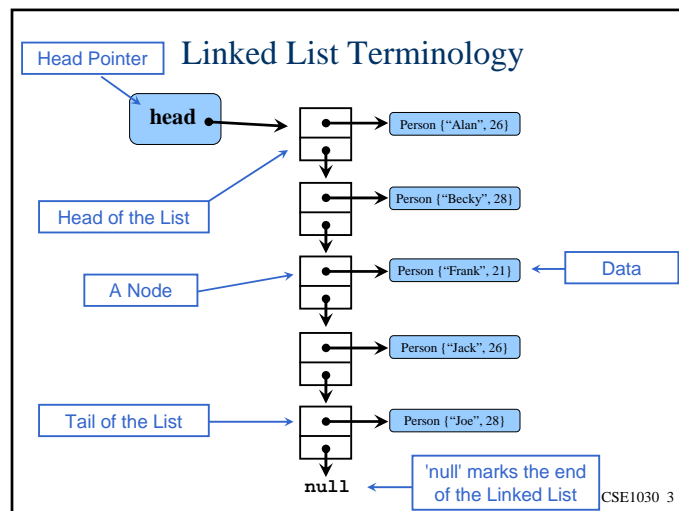 Linked List Terminology
Head Pointer
head
Person {“Alan”, 26}
Head of the List
Person {“Becky”, 28}
A Node
Person {“Frank”, 21}
Data
Person {“Jack”, 26}
Tail of the List
Person {“Joe”, 28}
null
'null' marks the end
of the Linked List
CSE1030 3